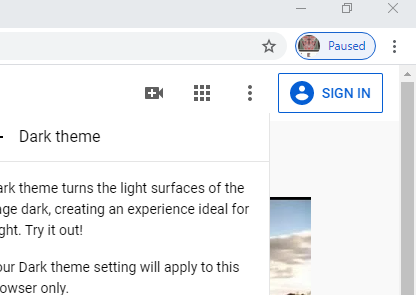 Paused
SIGN IN
Dark theme
ark theme turns the light surfaces of the
ge dark, creating an experience ideal for
ght. Try it out!
ur Dark theme setting will apply to this
owser only.